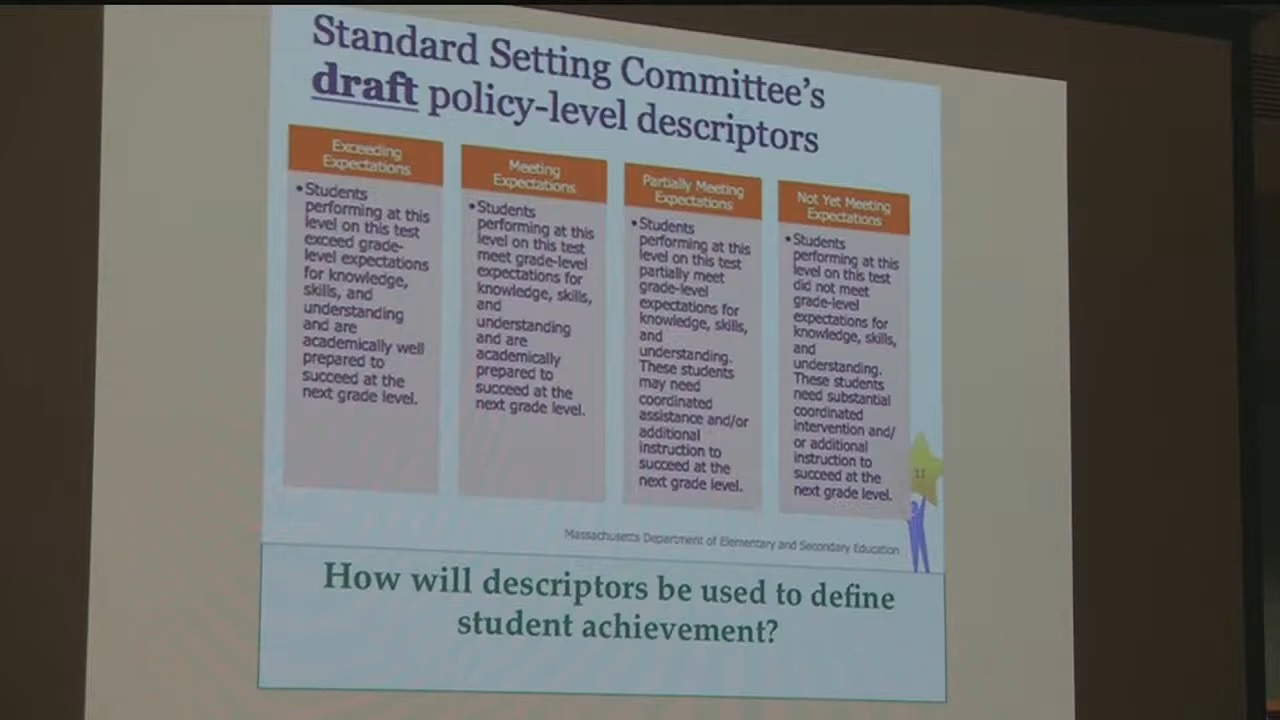 Standard Setting Committee's
draft policy-level descriptors
Exceeding
Expectations
• Students
performing at this
level on this test
exceed grade-
level expectations
for knowledge,
skills, and
understanding
and are
academically well
prepared to
succeed at the
next grade level.
Meeting
Expectations
• Students
performing at this
level on this test
meet grade-level
expectations for
knowledge, skills,
and
understanding
and are
academically
prepared to
succeed at the
next grade level.
Partially Meeting
Expectations
• Students
performing at this
level on this test
partially meet
grade-level
expectations for
knowledge, skills,
and
understanding.
These students
may need
coordinated
assistance and/or
additional
instruction to
succeed at the
next grade level.
Not Yet Meeting
Expectations
• Students
performing at this
level on this test
did not meet
grade-level
expectations for
knowledge, skills,
and
understanding.
These students
need substantial
coordinated
intervention and/
or additional
instruction to
succeed at the
next grade level.
11
Massachusetts Department of Elementary and Secondary Education
How will descriptors be used to define
student achievement?